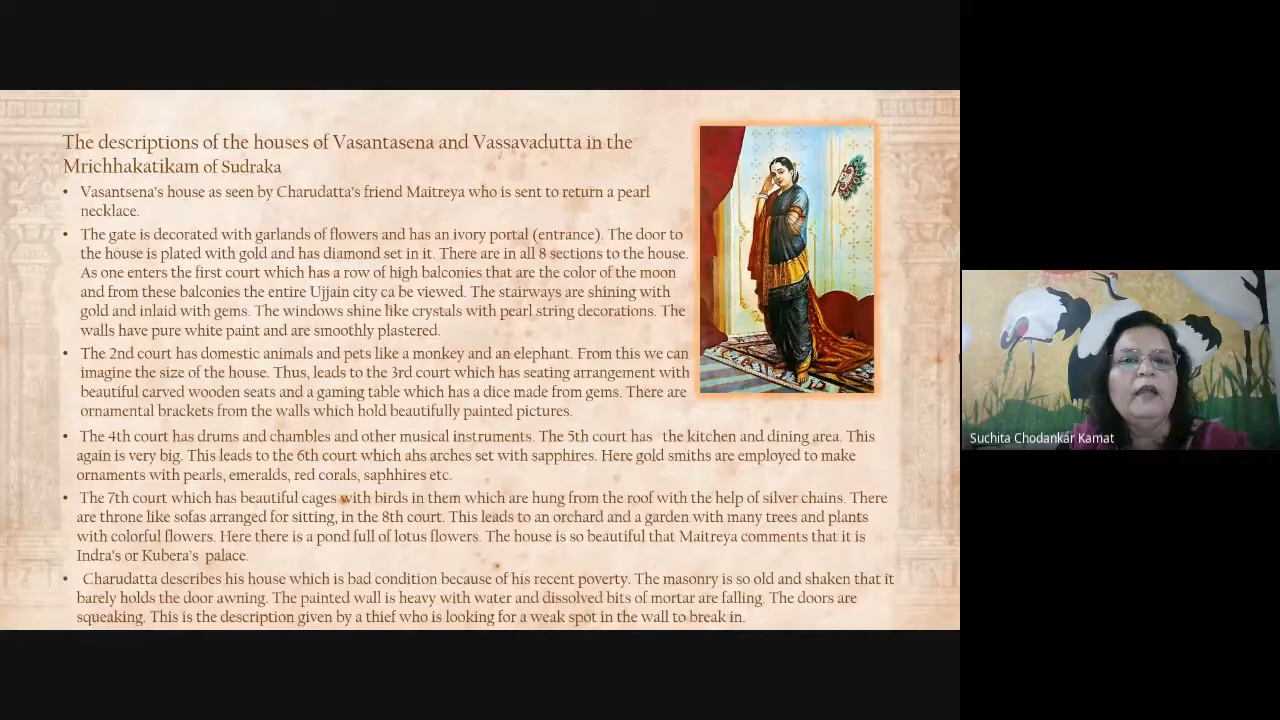 The descriptions of the houses of Vasantasena and Vassavadutta in the
Mrichhakatikam of Sudraka
• Vasantsena's house as seen by Charudatta's friend Maitreya who is sent to return a pearl
necklace.
• The gate is decorated with garlands of flowers and has an ivory portal (entrance). The door to
the house is plated with gold and has diamond set in it. There are in all 8 sections to the house.
As one enters the first court which has a row of high balconies that are the color of the moon
and from these balconies the entire Ujjain city ca be viewed. The stairways are shining with
gold and inlaid with gems. The windows shine like crystals with pearl string decorations. The
walls have pure white paint and are smoothly plastered.
• The 2nd court has domestic animals and pets like a monkey and an elephant. From this we can
imagine the size of the house. Thus, leads to the 3rd court which has seating arrangement with
beautiful carved wooden seats and a gaming table which has a dice made from gems. There are
ornamental brackets from the walls which hold beautifully painted pictures.
• The 4th court has drums and chambles and other musical instruments. The 5th court has the kitchen and dining area. This
again is very big. This leads to the 6th court which ahs arches set with sapphires. Here gold smiths are employed to make
ornaments with pearls, emeralds, red corals, saphhires etc.
• The 7th court which has beautiful cages with birds in them which are hung from the roof with the help of silver chains. There
are throne like sofas arranged for sitting, in the 8th court. This leads to an orchard and a garden with many trees and plants
with colorful flowers. Here there is a pond full of lotus flowers. The house is so beautiful that Maitreya comments that it is
Indra's or Kubera's palace.
• Charudatta describes his house which is bad condition because of his recent poverty. The masonry is so old and shaken that it
barely holds the door awning. The painted wall is heavy with water and dissolved bits of mortar are falling. The doors are
squeaking. This is the description given by a thief who is looking for a weak spot in the wall to break in.
Suchita Chodankar Kamat